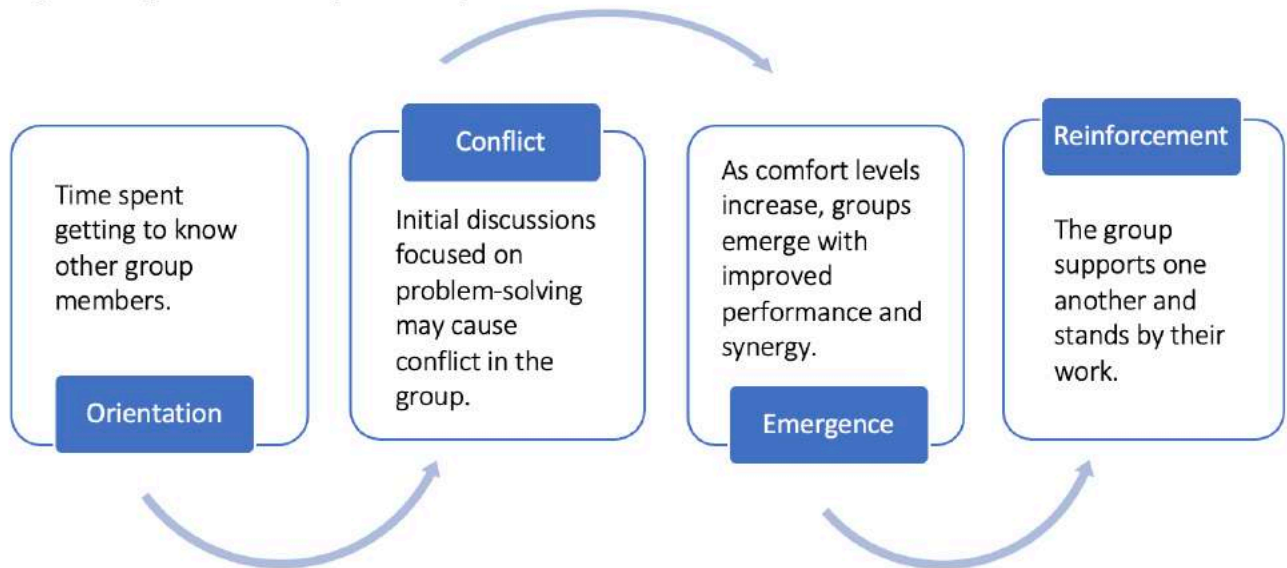 Time spent
getting to know
other group
members.
Orientation
Conflict
Initial discussions
focused on
problem-solving
may cause
conflict in the
group.
As comfort levels
increase, groups
emerge with
improved
performance and
synergy.
Emergence
Reinforcement
The group
supports one
another and
stands by their
work.